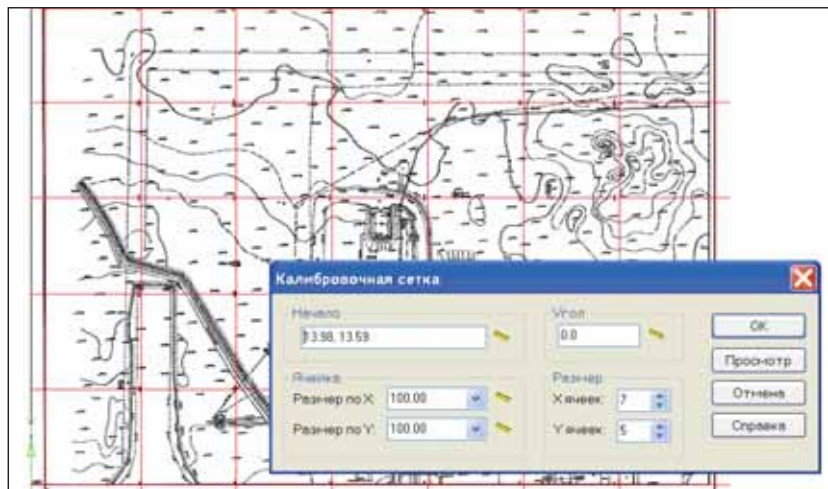 Калибровочная сетка
Начало
13.98, 13.59
Угол
0.0
Ячейка
Размер по X: 100.00
Размер по Y: 100.00
Размер
X ячеек: 7
Y ячеек: 5
OK
Просмотр
Отмена
Справка